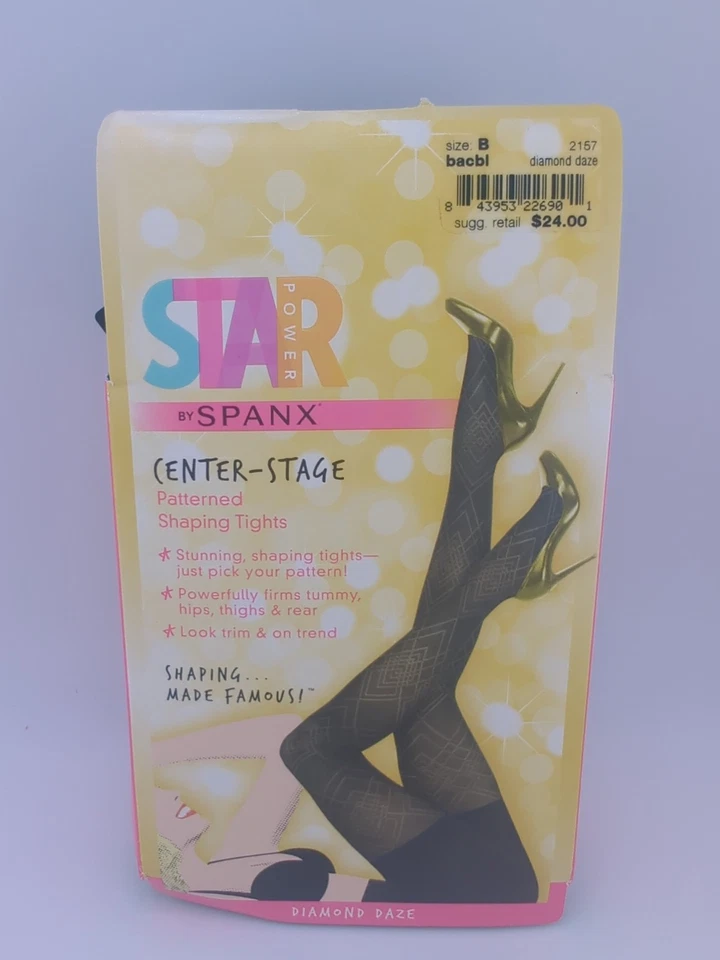 size: B 2157
bacbl diamond daze
8 43953 22690 1
sugg. retail $24.00
STAR
POWER
BY SPANX
CENTER-STAGE
Patterned
Shaping Tights
* Stunning, shaping tights—
just pick your pattern!
* Powerfully firms tummy,
hips, thighs & rear
* Look trim & on trend
SHAPING...
MADE FAMOUS!™
DIAMOND DAZE